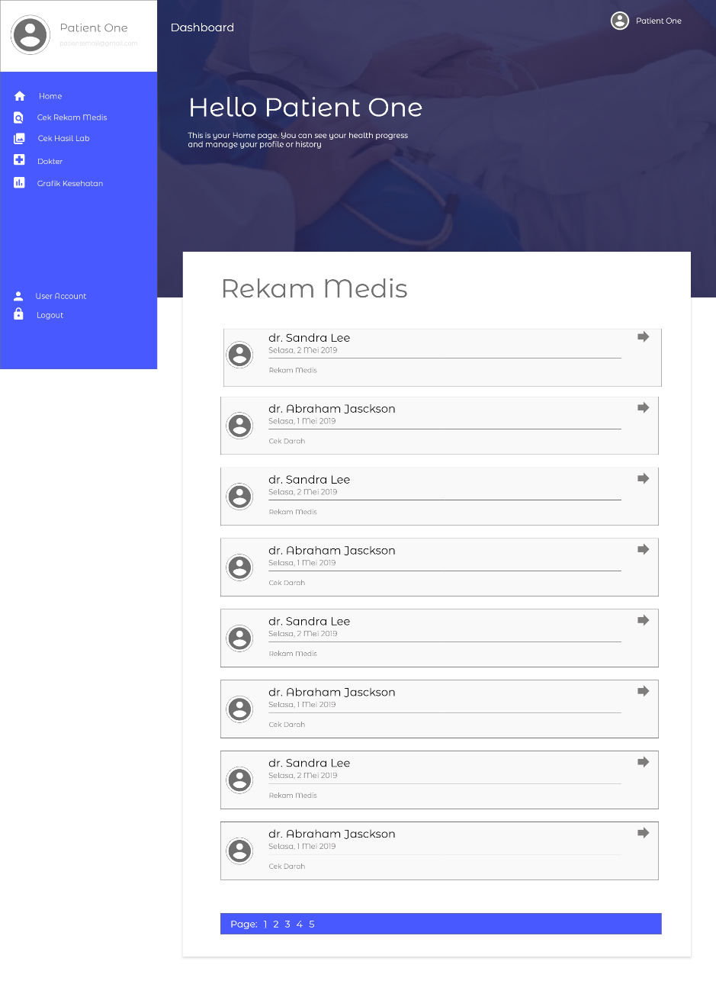 Patient One
patientemail@gmail.com
Home
Cek Rekam Medis
Cek Hasil Lab
Dokter
Grafik Kesehatan
User Account
Logout
Dashboard
Patient One
Hello Patient One
This is your Home page. You can see your health progress
and manage your profile or history
Rekam Medis
dr. Sandra Lee
Selasa, 2 Mei 2019
Rekam Medis
dr. Abraham Jasckson
Selasa, 1 Mei 2019
Cek Darah
dr. Sandra Lee
Selasa, 2 Mei 2019
Rekam Medis
dr. Abraham Jasckson
Selasa, 1 Mei 2019
Cek Darah
dr. Sandra Lee
Selasa, 2 Mei 2019
Rekam Medis
dr. Abraham Jasckson
Selasa, 1 Mei 2019
Cek Darah
dr. Sandra Lee
Selasa, 2 Mei 2019
Rekam Medis
dr. Abraham Jasckson
Selasa, 1 Mei 2019
Cek Darah
Page: 1 2 3 4 5